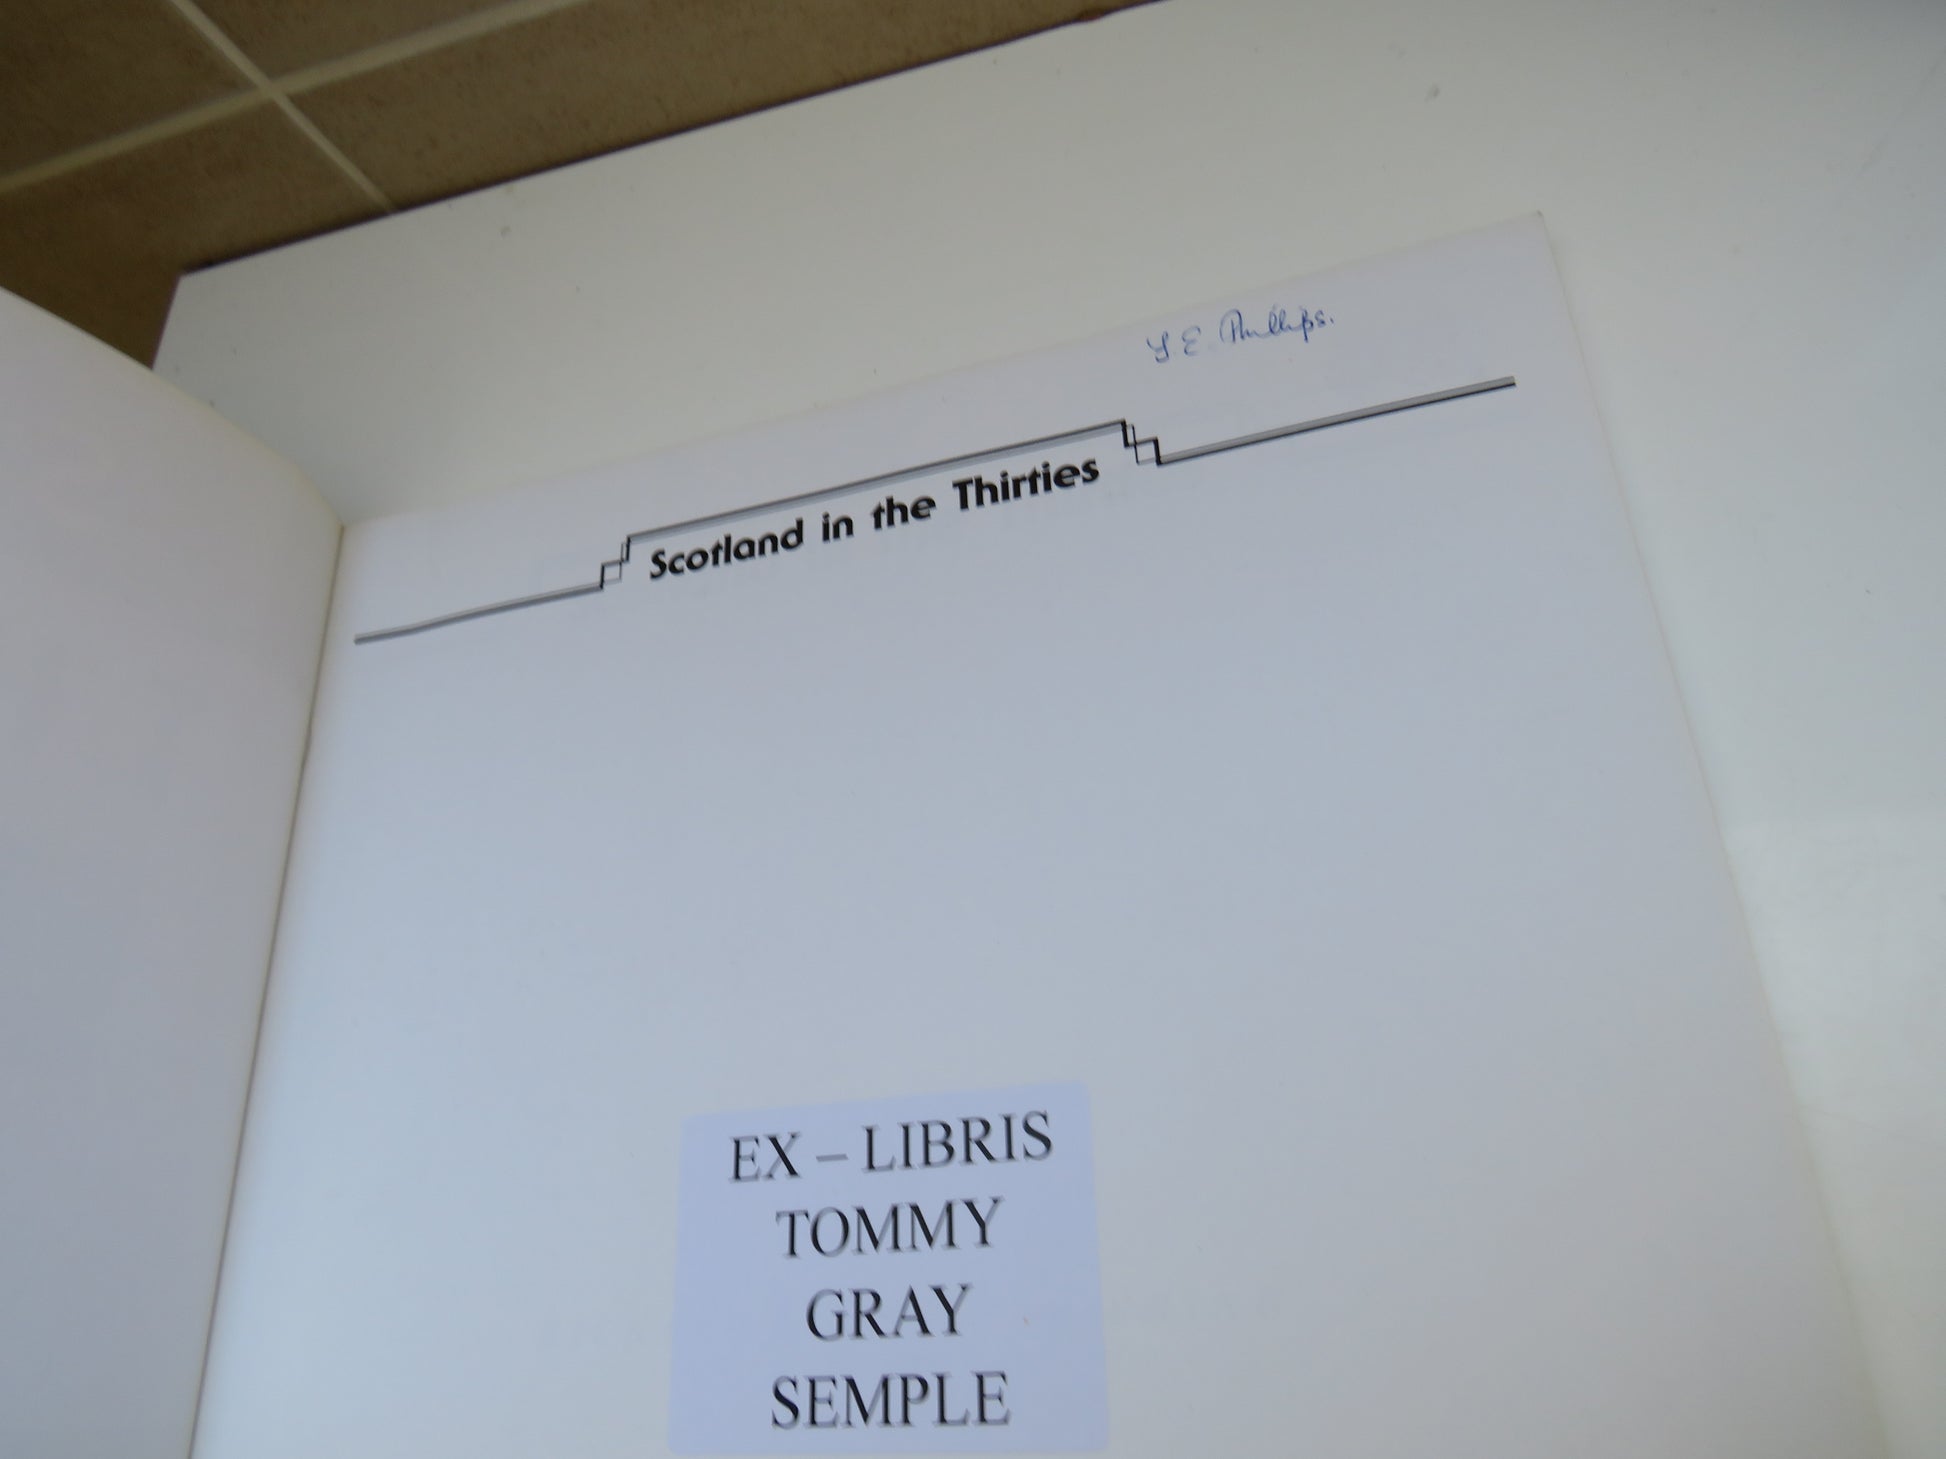 E. Phillips.
Scotland in the Thirties
EX – LIBRIS
TOMMY
GRAY
SEMPLE